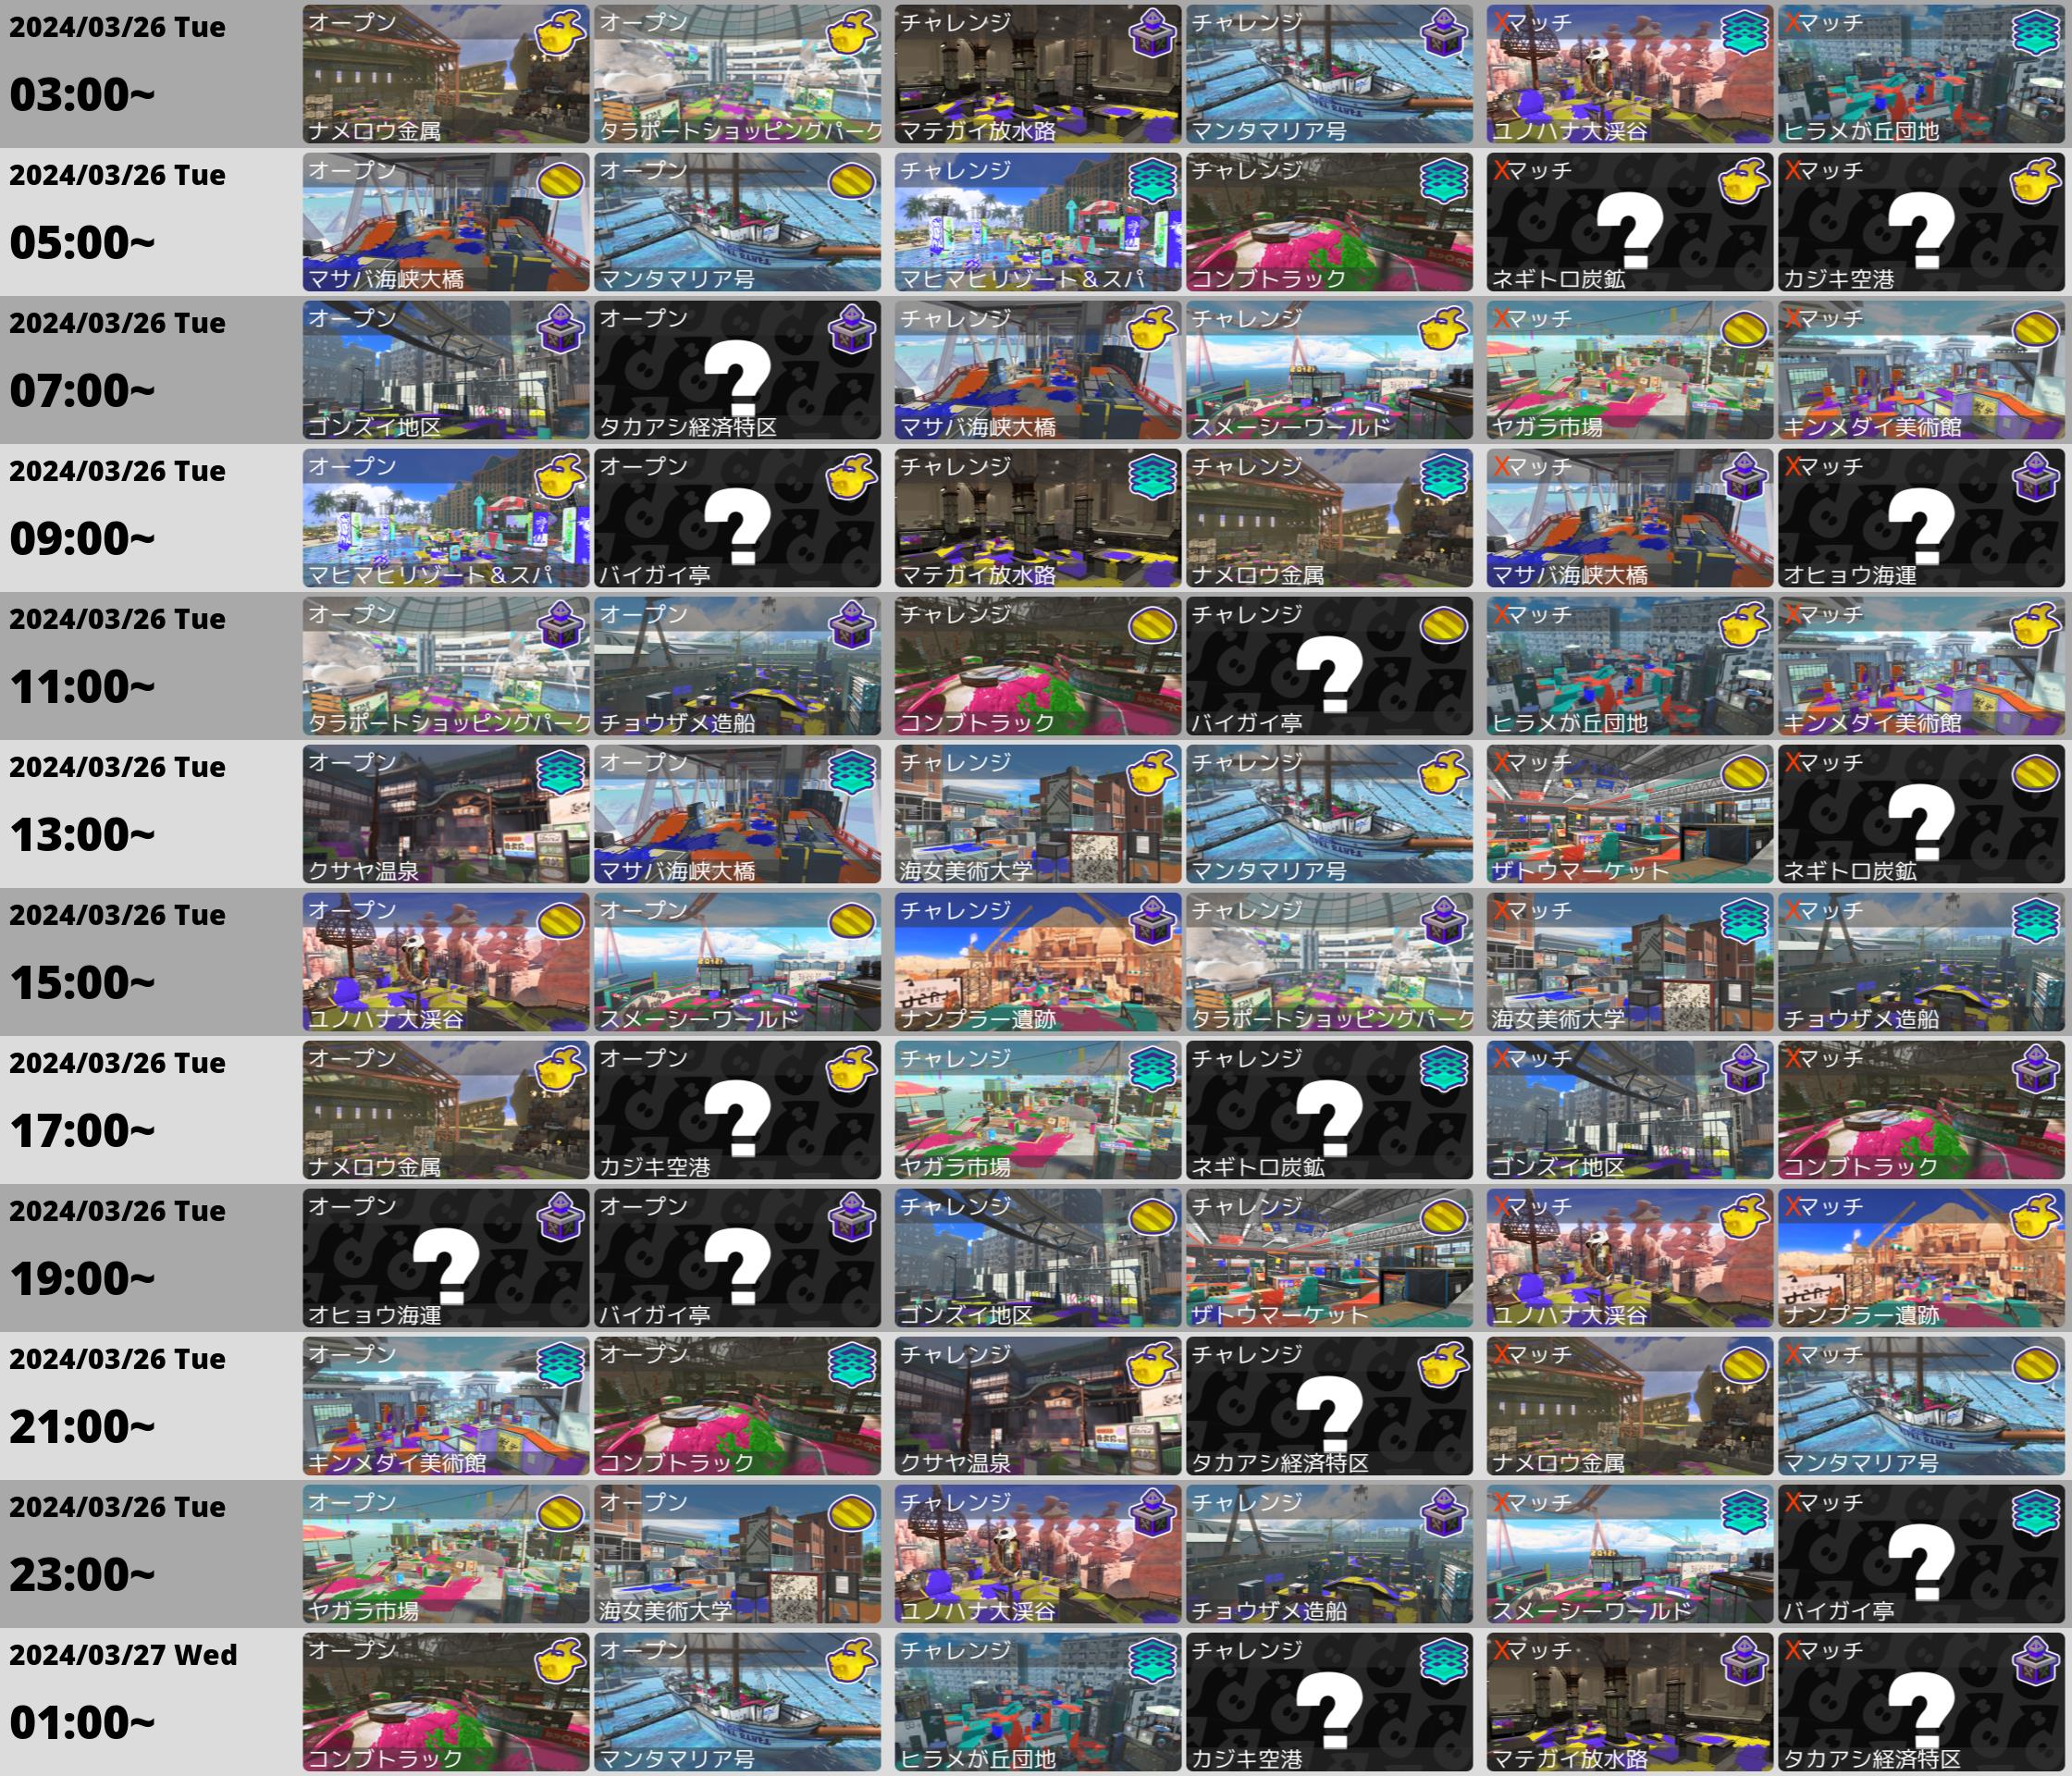 2024/03/26 Tue
03:00~
オープン
ナメロウ金属
オープン
タラポートショッピングパーク
チャレンジ
マテガイ放水路
チャレンジ
マンタマリア号
Xマッチ
ユノハナ大渓谷
Xマッチ
ヒラメが丘団地
2024/03/26 Tue
05:00~
オープン
マサバ海峡大橋
オープン
マンタマリア号
チャレンジ
マヒマヒリゾート＆スパ
チャレンジ
コンブトラック
Xマッチ
?
ネギトロ炭鉱
Xマッチ
?
カジキ空港
2024/03/26 Tue
07:00~
オープン
ゴンズイ地区
オープン
?
タカアシ経済特区
チャレンジ
マサバ海峡大橋
チャレンジ
スメーシーワールド
Xマッチ
ヤガラ市場
Xマッチ
キンメダイ美術館
2024/03/26 Tue
09:00~
オープン
マヒマヒリゾート＆スパ
オープン
?
バイガイ亭
チャレンジ
マテガイ放水路
チャレンジ
ナメロウ金属
Xマッチ
マサバ海峡大橋
Xマッチ
?
オヒョウ海運
2024/03/26 Tue
11:00~
オープン
タラポートショッピングパーク
オープン
チョウザメ造船
チャレンジ
コンブトラック
チャレンジ
?
バイガイ亭
Xマッチ
ヒラメが丘団地
Xマッチ
キンメダイ美術館
2024/03/26 Tue
13:00~
オープン
クサヤ温泉
オープン
マサバ海峡大橋
チャレンジ
海女美術大学
チャレンジ
マンタマリア号
Xマッチ
ザトウマーケット
Xマッチ
?
ネギトロ炭鉱
2024/03/26 Tue
15:00~
オープン
ユノハナ大渓谷
オープン
スメーシーワールド
チャレンジ
ナンプラー遺跡
チャレンジ
タラポートショッピングパーク
Xマッチ
海女美術大学
Xマッチ
チョウザメ造船
2024/03/26 Tue
17:00~
オープン
ナメロウ金属
オープン
?
カジキ空港
チャレンジ
ヤガラ市場
チャレンジ
?
ネギトロ炭鉱
Xマッチ
ゴンズイ地区
Xマッチ
コンブトラック
2024/03/26 Tue
19:00~
オープン
?
オヒョウ海運
オープン
?
バイガイ亭
チャレンジ
ゴンズイ地区
チャレンジ
ザトウマーケット
Xマッチ
ユノハナ大渓谷
Xマッチ
ナンプラー遺跡
2024/03/26 Tue
21:00~
オープン
キンメダイ美術館
オープン
コンブトラック
チャレンジ
クサヤ温泉
チャレンジ
?
タカアシ経済特区
Xマッチ
ナメロウ金属
Xマッチ
マンタマリア号
2024/03/26 Tue
23:00~
オープン
ヤガラ市場
オープン
海女美術大学
チャレンジ
ユノハナ大渓谷
チャレンジ
チョウザメ造船
Xマッチ
スメーシーワールド
Xマッチ
?
バイガイ亭
2024/03/27 Wed
01:00~
オープン
コンブトラック
オープン
マンタマリア号
チャレンジ
ヒラメが丘団地
チャレンジ
?
カジキ空港
Xマッチ
マテガイ放水路
Xマッチ
?
タカアシ経済特区